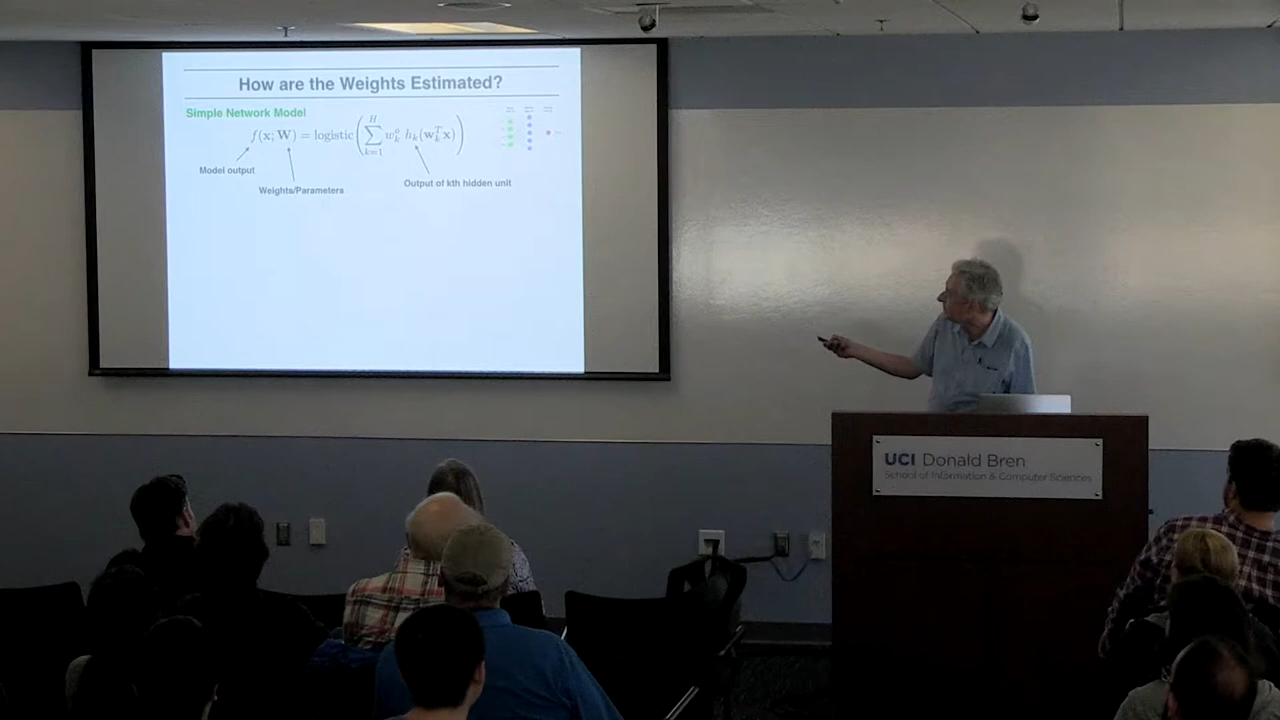 How are the Weights Estimated?
Simple Network Model
f(x; W) = logistic(∑_{k=1}^{H} w_k^o h_k(w_k^T x))
Model output
Weights/Parameters
Output of kth hidden unit
UCI Donald Bren
School of Information & Computer Sciences